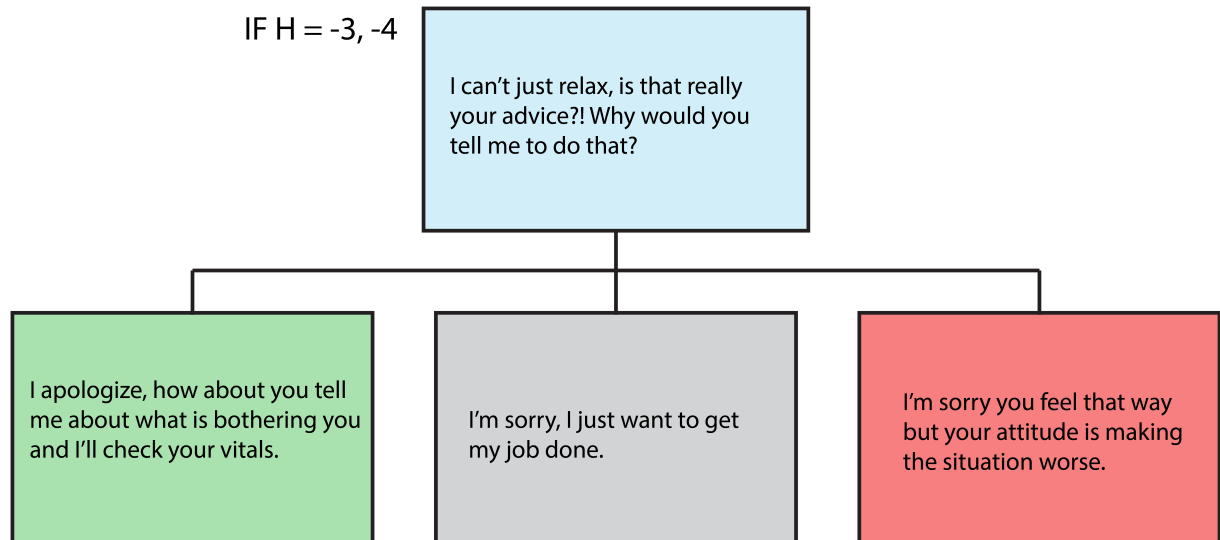 IF H = -3, -4
I can’t just relax, is that really
your advice?! Why would you
tell me to do that?
I apologize, how about you tell
me about what is bothering you
and I’ll check your vitals.
I’m sorry, I just want to get
my job done.
I’m sorry you feel that way
but your attitude is making
the situation worse.